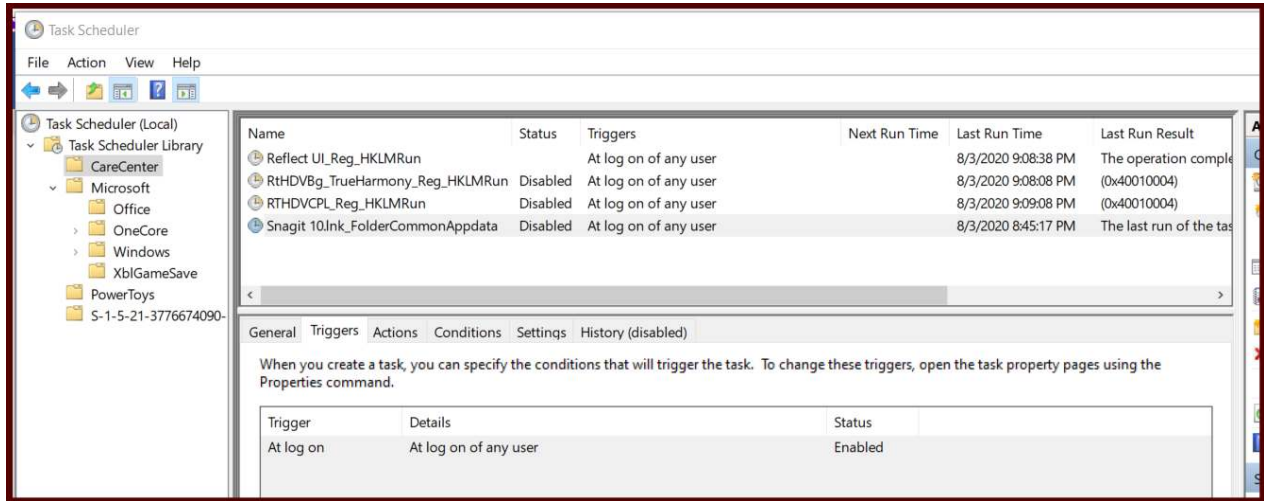 Task Scheduler
File Action View Help
Task Scheduler (Local)
Task Scheduler Library
CareCenter
Microsoft
Office
OneCore
Windows
XblGameSave
PowerToys
S-1-5-21-3776674090-
Name Status Triggers Next Run Time Last Run Time Last Run Result
Reflect UI_Reg_HKLMRun At log on of any user 8/3/2020 9:08:38 PM The operation comple
RtHDVBg_TrueHarmony_Reg_HKLMRun Disabled At log on of any user 8/3/2020 9:08:08 PM (0x40010004)
RTHDVCPL_Reg_HKLMRun Disabled At log on of any user 8/3/2020 9:09:08 PM (0x40010004)
Snagit 10.lnk_FolderCommonAppdata Disabled At log on of any user 8/3/2020 8:45:17 PM The last run of the tas
General Triggers Actions Conditions Settings History (disabled)
When you create a task, you can specify the conditions that will trigger the task. To change these triggers, open the task property pages using the
Properties command.
Trigger Details Status
At log on At log on of any user Enabled